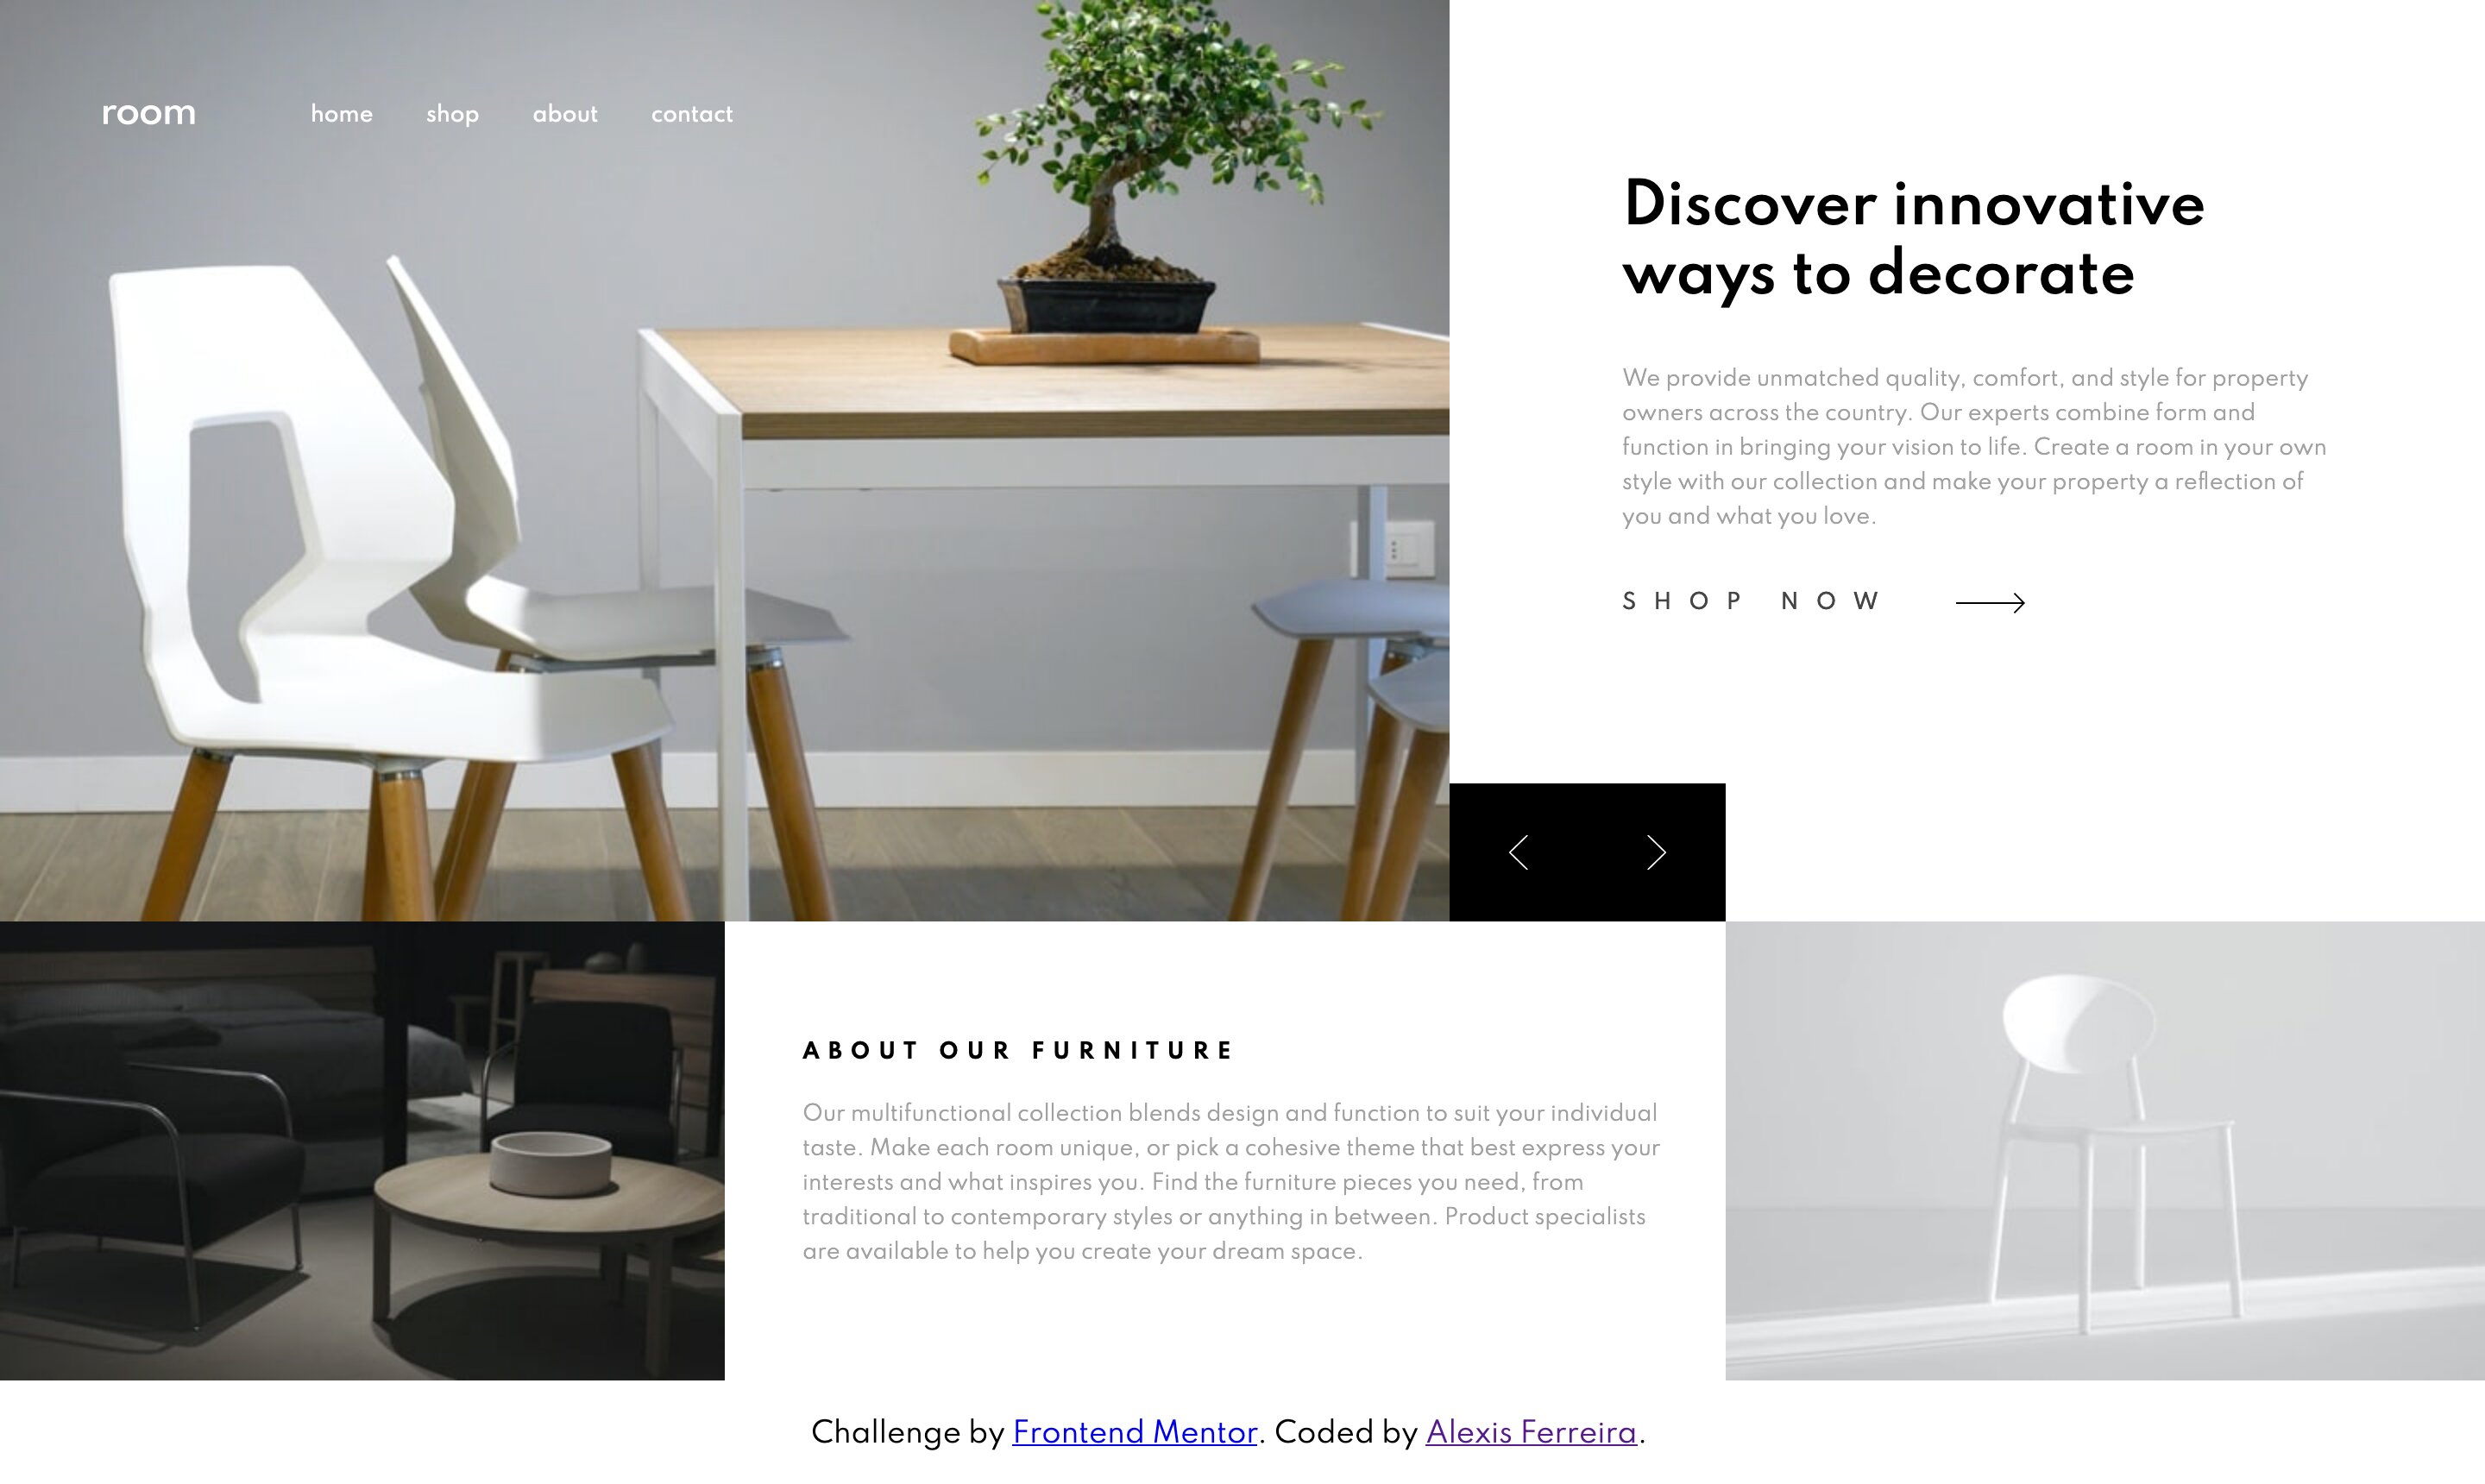 room
home shop about contact
Discover innovative
ways to decorate
We provide unmatched quality, comfort, and style for property
owners across the country. Our experts combine form and
function in bringing your vision to life. Create a room in your own
style with our collection and make your property a reflection of
you and what you love.
SHOP NOW
ABOUT OUR FURNITURE
Our multifunctional collection blends design and function to suit your individual
taste. Make each room unique, or pick a cohesive theme that best express your
interests and what inspires you. Find the furniture pieces you need, from
traditional to contemporary styles or anything in between. Product specialists
are available to help you create your dream space.
Challenge by Frontend Mentor. Coded by Alexis Ferreira.